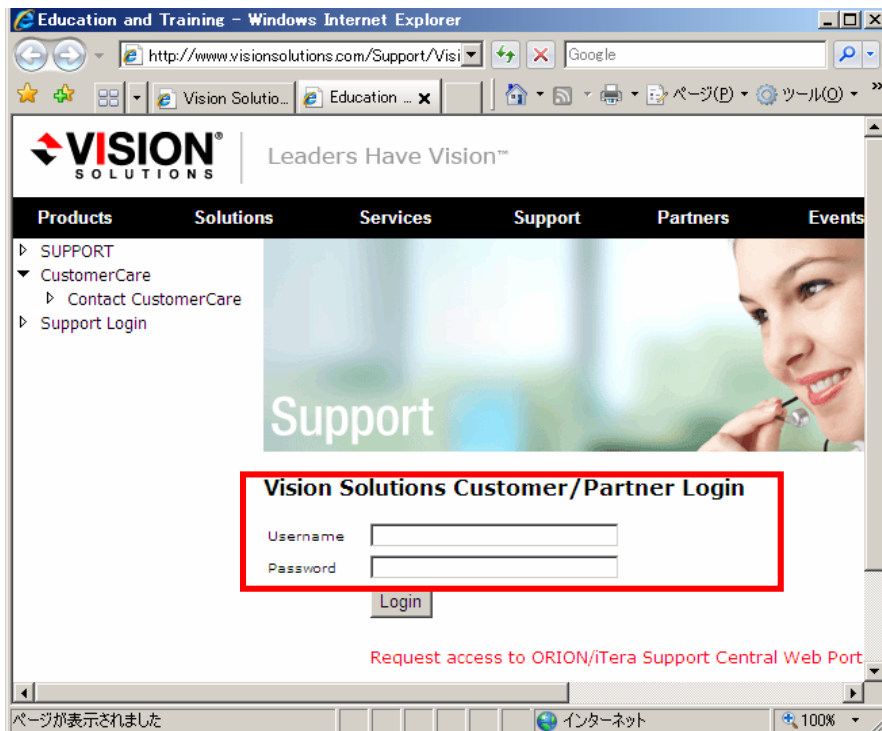 Education and Training - Windows Internet Explorer
http://www.visionsolutions.com/Support/Visi
Google
Vision Solutio...
Education ...
ページ(P)
ツール(O)
»
VISION®
SOLUTIONS
Leaders Have Vision™
Products Solutions Services Support Partners Events
SUPPORT
CustomerCare
Contact CustomerCare
Support Login
Support
Vision Solutions Customer/Partner Login
Username
Password
Login
Request access to ORION/iTera Support Central Web Port
ページが表示されました
インターネット
100%